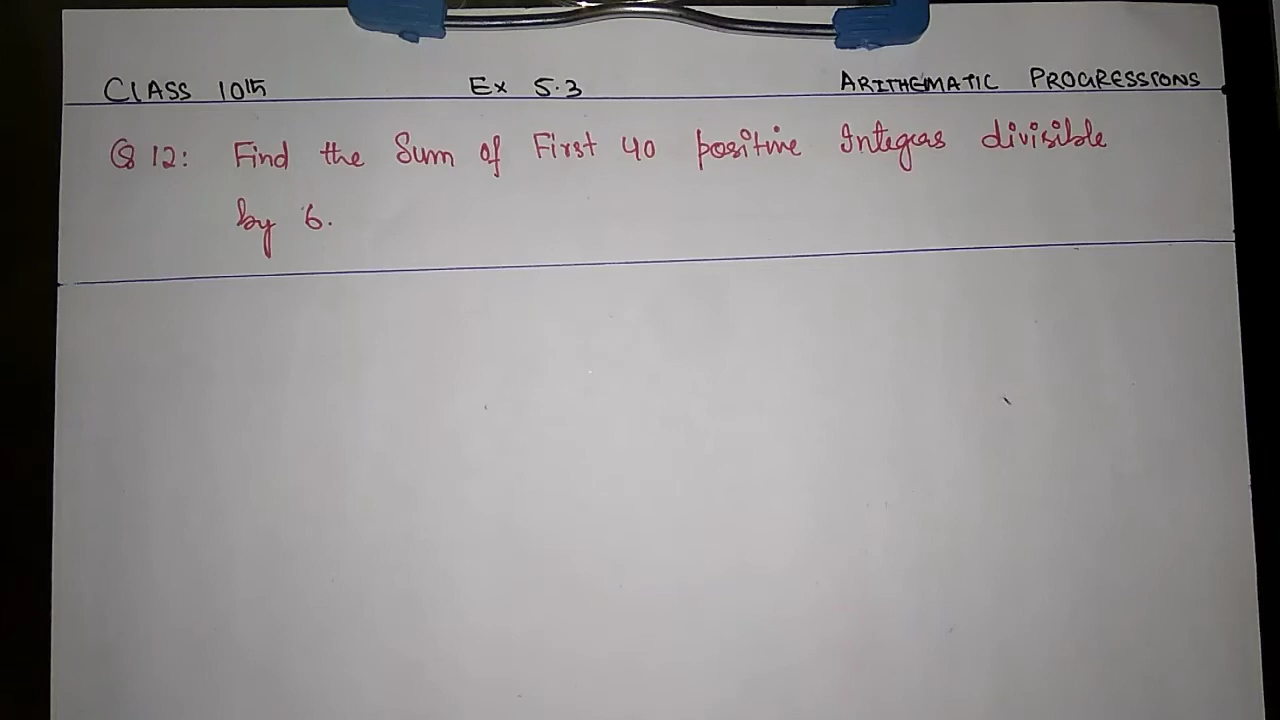 CLASS 10th Ex 5.3 ARITHEMATIC PROGRESSIONS
Q 12: Find the Sum of First 40 positive Integers divisible
by 6.